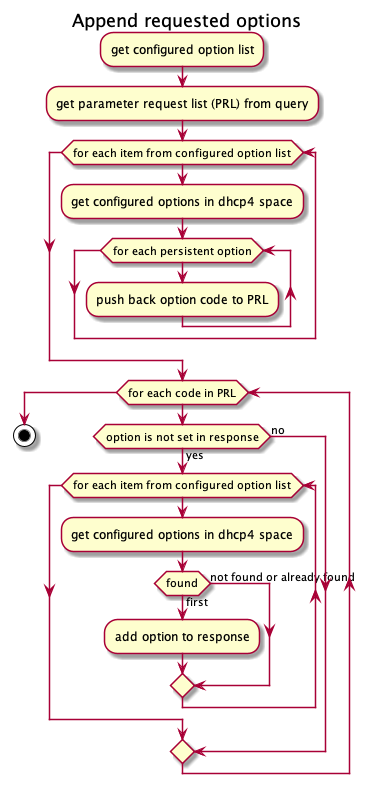 Append requested options
get configured option list
get parameter request list (PRL) from query
for each item from configured option list
get configured options in dhcp4 space
for each persistent option
push back option code to PRL
for each code in PRL
option is not set in response
no
yes
for each item from configured option list
get configured options in dhcp4 space
found
not found or already found
first
add option to response